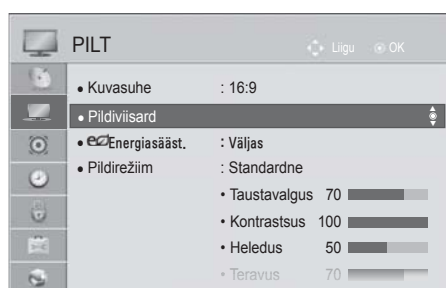 PILT Liigu OK
• Kuvasuhe : 16:9
• Pildiviisard
• eco Energiasääst. : Väljas
• Pildirežiim : Standardne
• Taustavalgus 70
• Kontrastsus 100
• Heledus 50
• Teravus 70